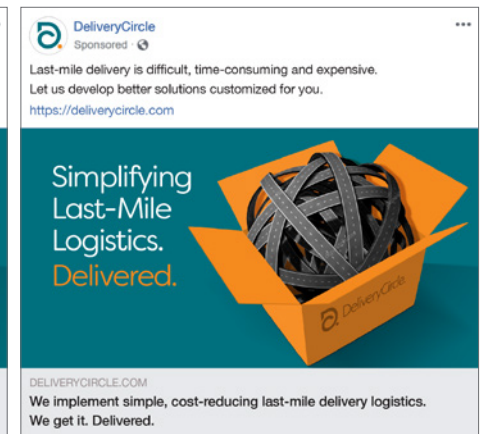 DeliveryCircle
Sponsored ·
Last-mile delivery is difficult, time-consuming and expensive.
Let us develop better solutions customized for you.
https://deliverycircle.com
Simplifying
Last-Mile
Logistics.
Delivered.
DeliveryCircle
DELIVERYCIRCLE.COM
We implement simple, cost-reducing last-mile delivery logistics.
We get it. Delivered.